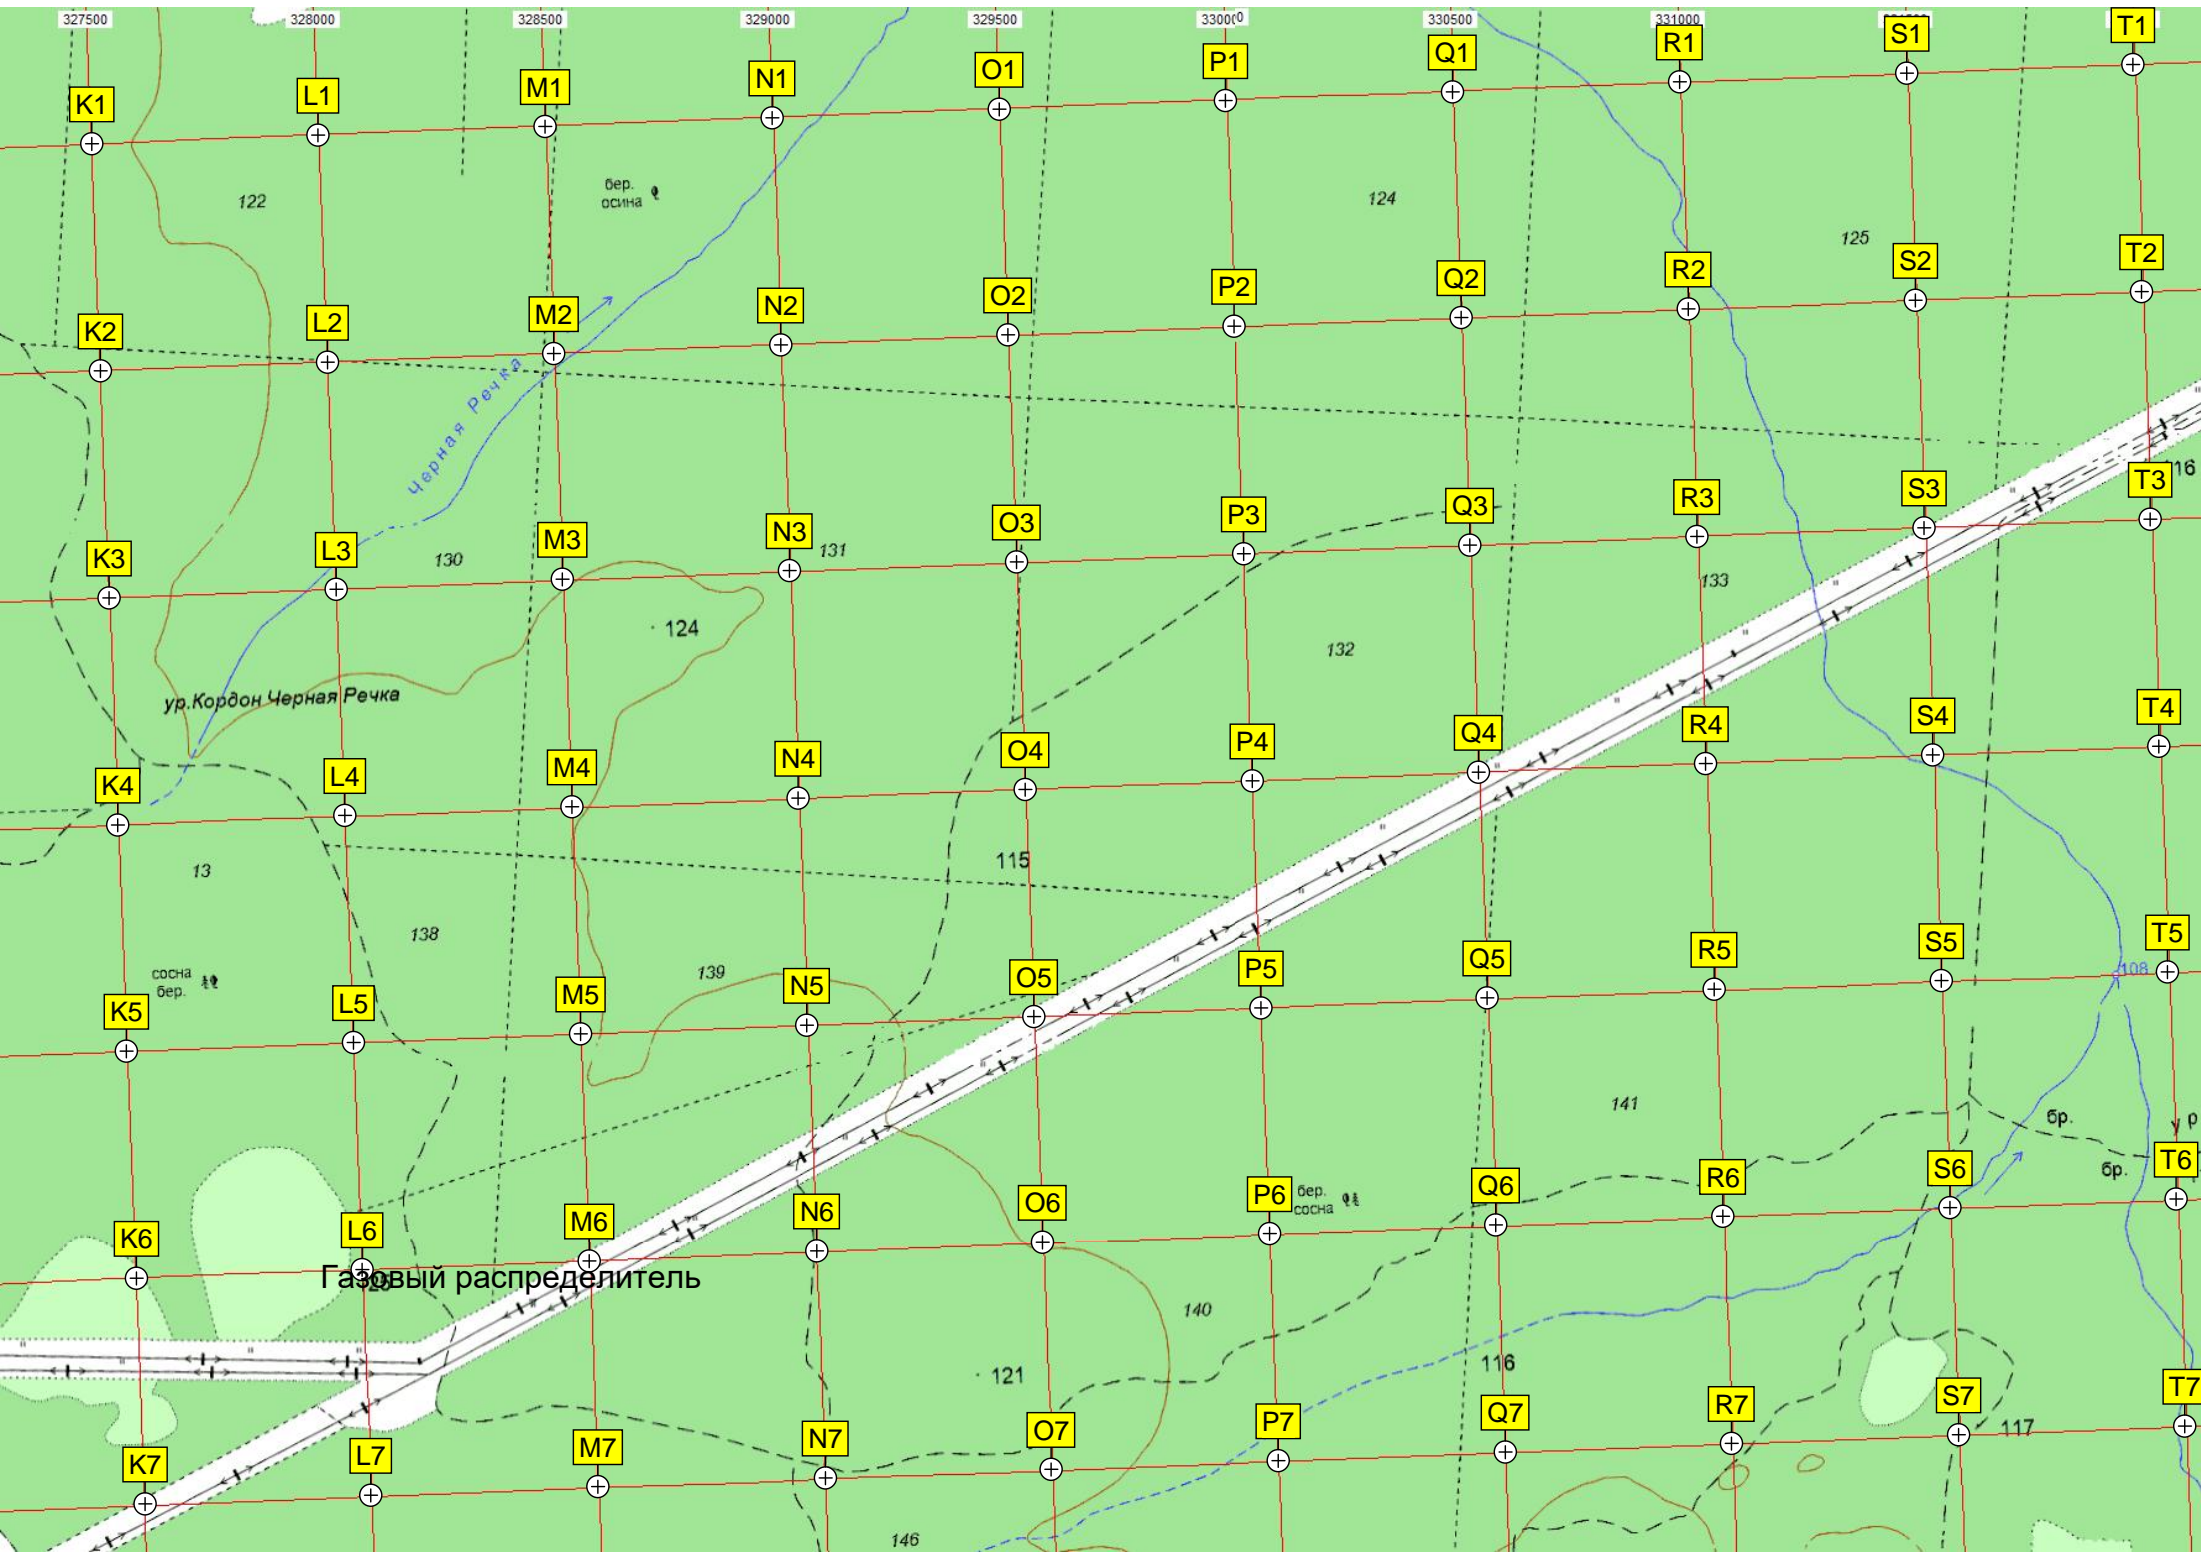 327500 328000 328500 329000 329500 330000 330500 331000
K1 L1 M1 N1 O1 P1 Q1 R1 S1 T1
122
бер.
осина
124
125
K2 L2 M2 N2 O2 P2 Q2 R2 S2 T2
Черная Речка
116
K3 L3 M3 N3 O3 P3 Q3 R3 S3 T3
130
131
133
124
132
ур.Кордон Черная Речка
K4 L4 M4 N4 O4 P4 Q4 R4 S4 T4
13
115
138
139
сосна
бер.
108
K5 L5 M5 N5 O5 P5 Q5 R5 S5 T5
141
бр.
р
бр.
K6 L6 M6 N6 O6 P6 Q6 R6 S6 T6
бер.
сосна
Газовый распределитель
140
121
116
K7 L7 M7 N7 O7 P7 Q7 R7 S7 T7
117
146